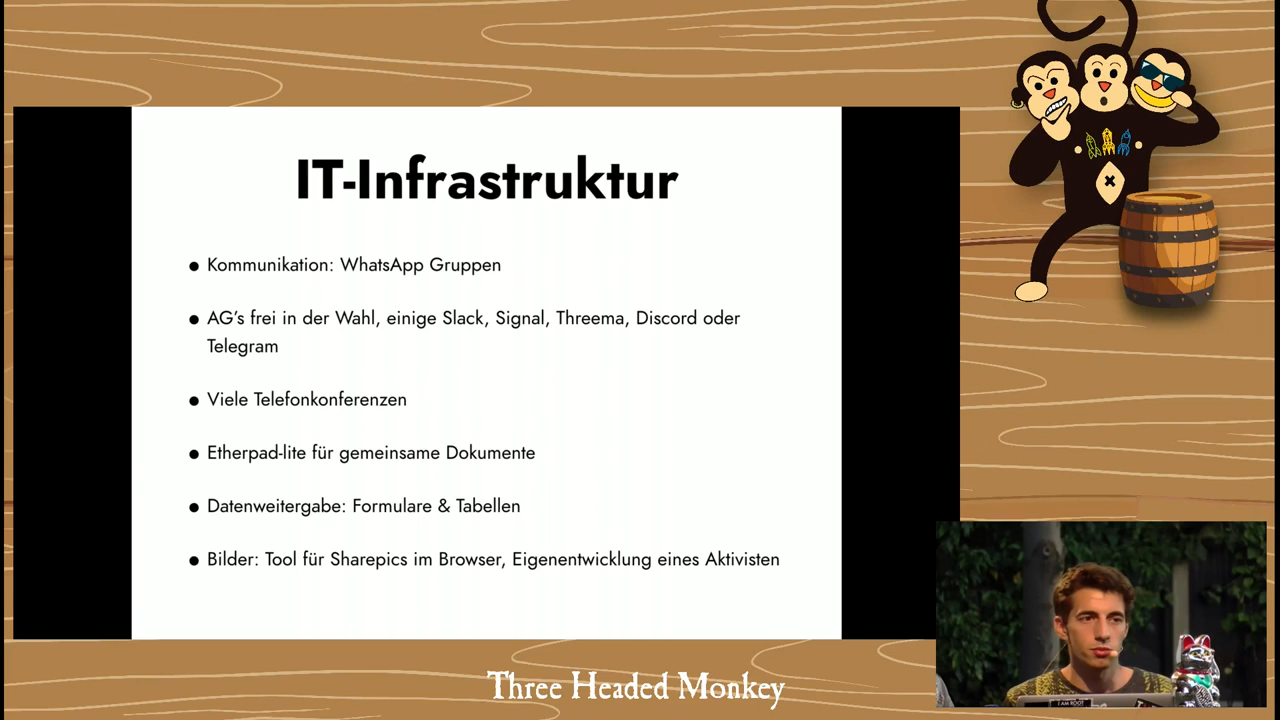 IT-Infrastruktur
● Kommunikation: WhatsApp Gruppen
● AG’s frei in der Wahl, einige Slack, Signal, Threema, Discord oder
Telegram
● Viele Telefonkonferenzen
● Etherpad-lite für gemeinsame Dokumente
● Datenweitergabe: Formulare & Tabellen
● Bilder: Tool für Sharepics im Browser, Eigenentwicklung eines Aktivisten
I AM ROOT
Three Headed Monkey